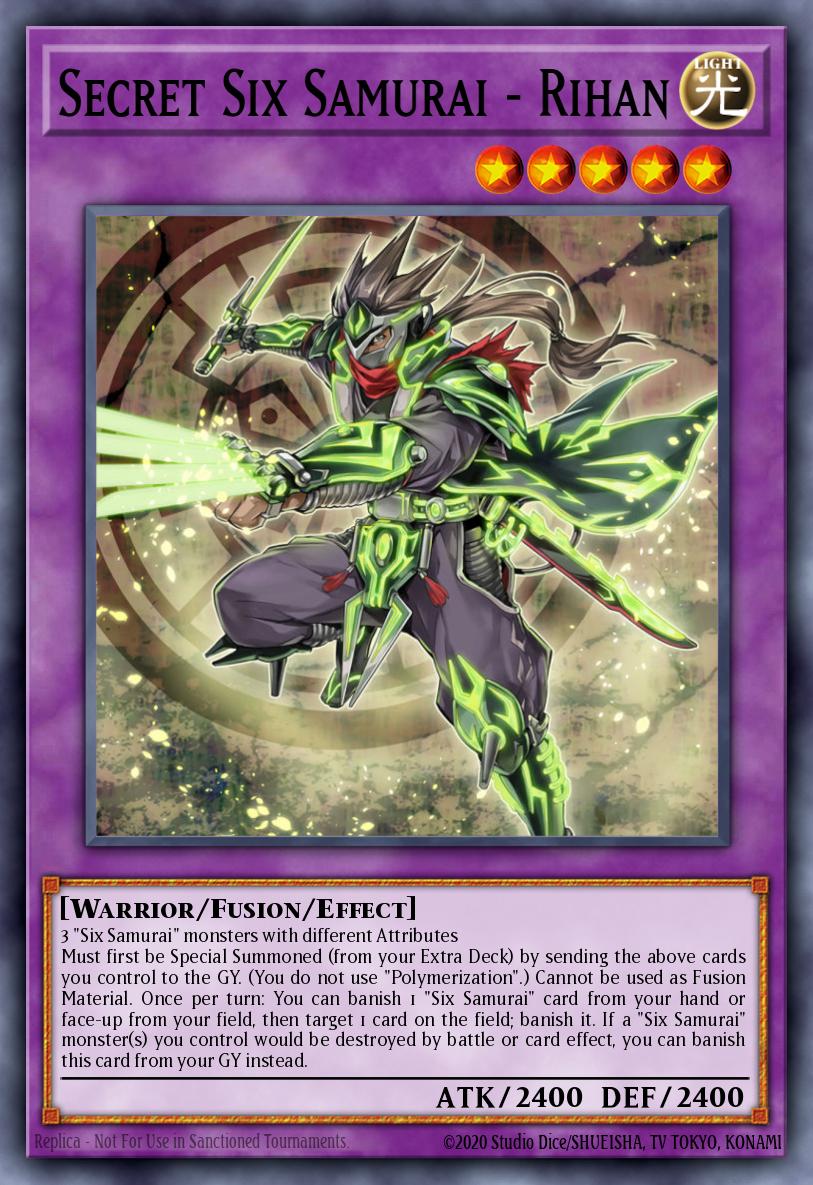 Secret Six Samurai - Rihan
LIGHT
光
[Warrior/Fusion/Effect]
3 "Six Samurai" monsters with different Attributes
Must first be Special Summoned (from your Extra Deck) by sending the above cards
you control to the GY. (You do not use "Polymerization".) Cannot be used as Fusion
Material. Once per turn: You can banish 1 "Six Samurai" card from your hand or
face-up from your field, then target 1 card on the field; banish it. If a "Six Samurai"
monster(s) you control would be destroyed by battle or card effect, you can banish
this card from your GY instead.
ATK/2400 DEF/2400
Replica - Not For Use in Sanctioned Tournaments.
©2020 Studio Dice/SHUEISHA, TV TOKYO, KONAMI